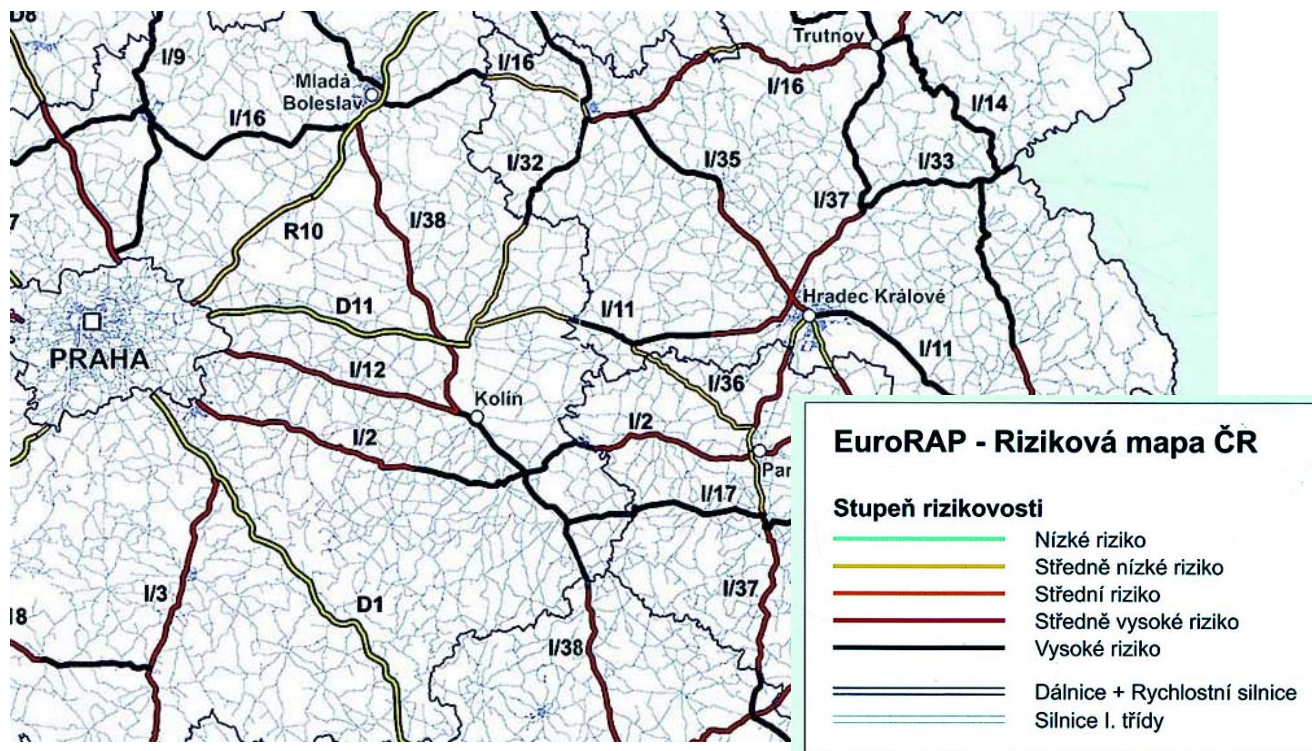 D8
I/9
Trutnov
I/16
Mladá
Boleslav
I/16
I/14
I/16
I/32
I/35
I/33
I/37
I/38
R10
D11
Hradec Králové
I/11
PRAHA
I/12
I/11
I/36
Kolín
I/2
I/2
Par
I/17
I/3
I/37
D1
I/38
EuroRAP - Riziková mapa ČR
Stupeň rizikovosti
Nízké riziko
Středně nízké riziko
Střední riziko
Středně vysoké riziko
Vysoké riziko
Dálnice + Rychlostní silnice
Silnice I. třídy